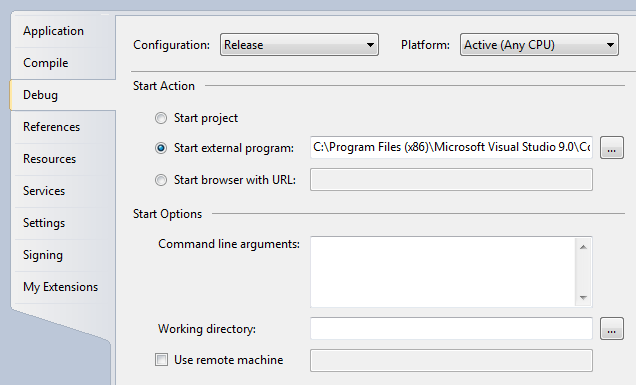 Application
Compile
Debug
References
Resources
Services
Settings
Signing
My Extensions
Configuration: Release Platform: Active (Any CPU)
Start Action
Start project
Start external program: C:\Program Files (x86)\Microsoft Visual Studio 9.0\Co ...
Start browser with URL:
Start Options
Command line arguments:
Working directory: ...
Use remote machine